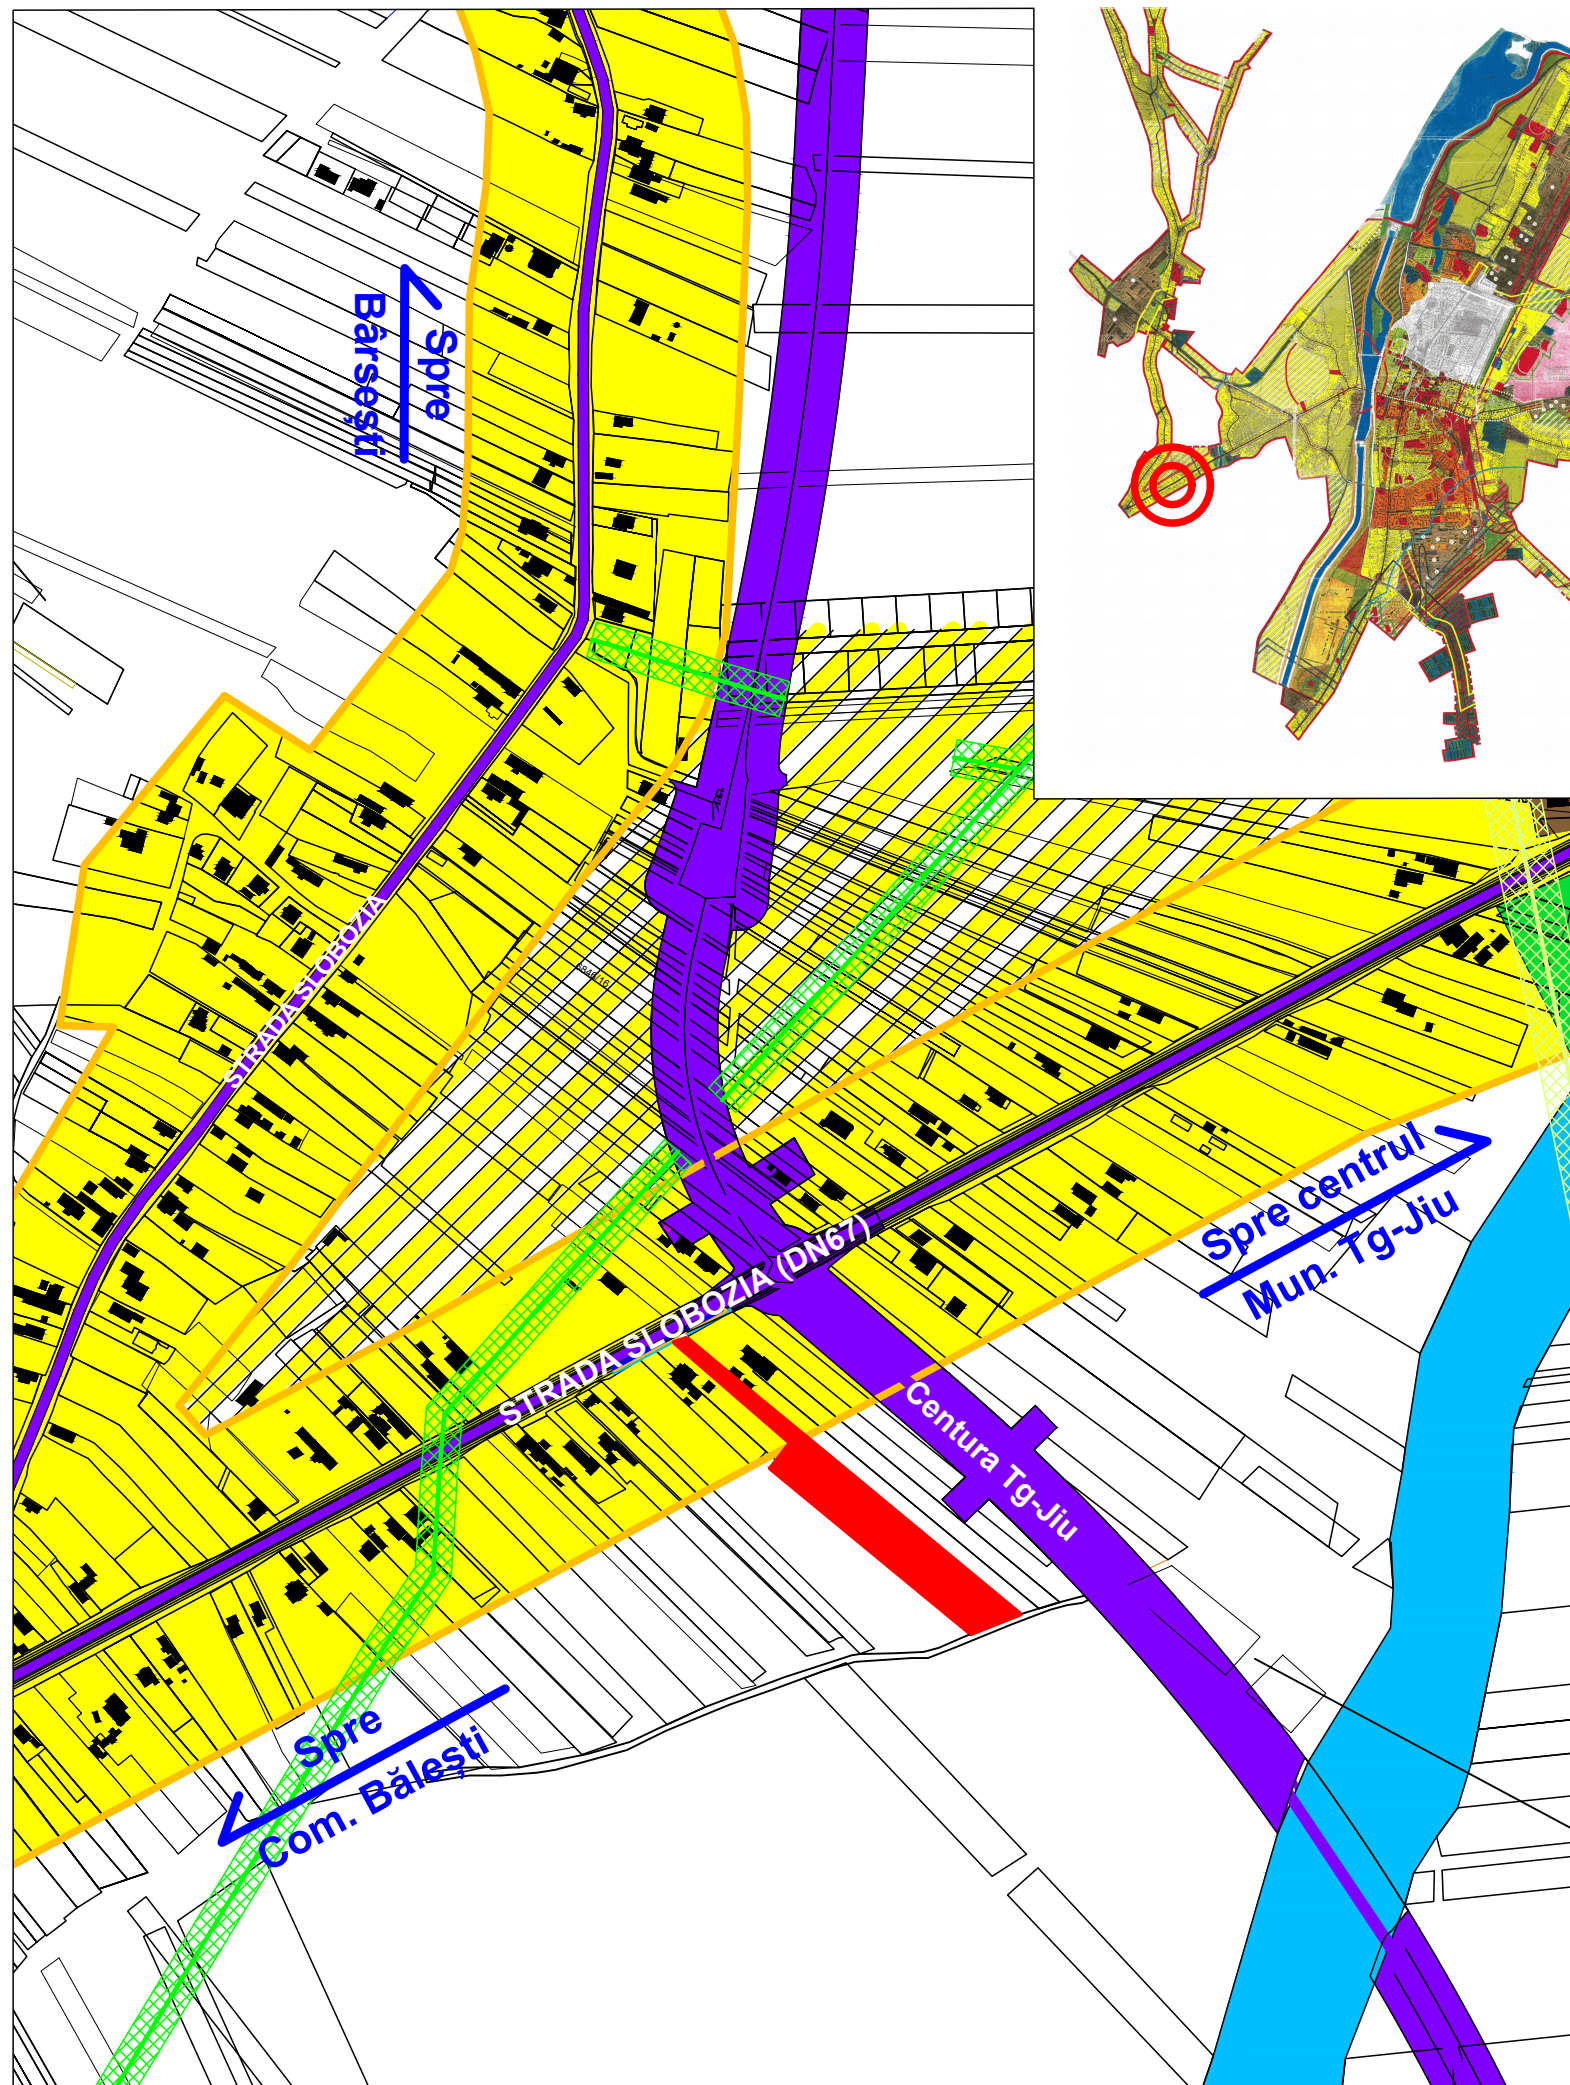 Spre
Bârsești
STRADA SLOBOZIA
Spre centrul
Mun. Tg-Jiu
STRADA SLOBOZIA (DN67)
Centura Tg-Jiu
Spre
Com. Bălești